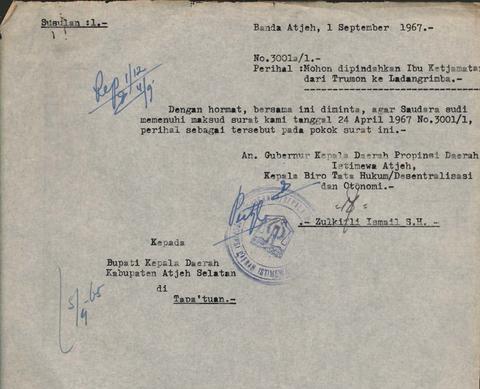 Susulan :1.-
Banda Atjeh, 1 September 1967.-
No.3001a/1.-
Perihal :Mohon dipindahkan Ibu Ketjamatan
dari Trumon ke Ladangrimba.-
Dengan hormat, bersama ini diminta, agar Saudara sudi
memenuhi maksud surat kami tanggal 24 April 1967 No.3001/1,
perihal sebagai tersebut pada pokok surat ini.-
An. Gubernur Kepala Daerah Propinsi Daerah
Istimewa Atjeh,
Kepala Biro Tata Hukum/Desentralisasi
dan Otonomi.-
.- Zulkifli Ismail S.H. -
Kepada
Bupati Kepala Daerah
Kabupaten Atjeh Selatan
di
Tapa'tuan.-